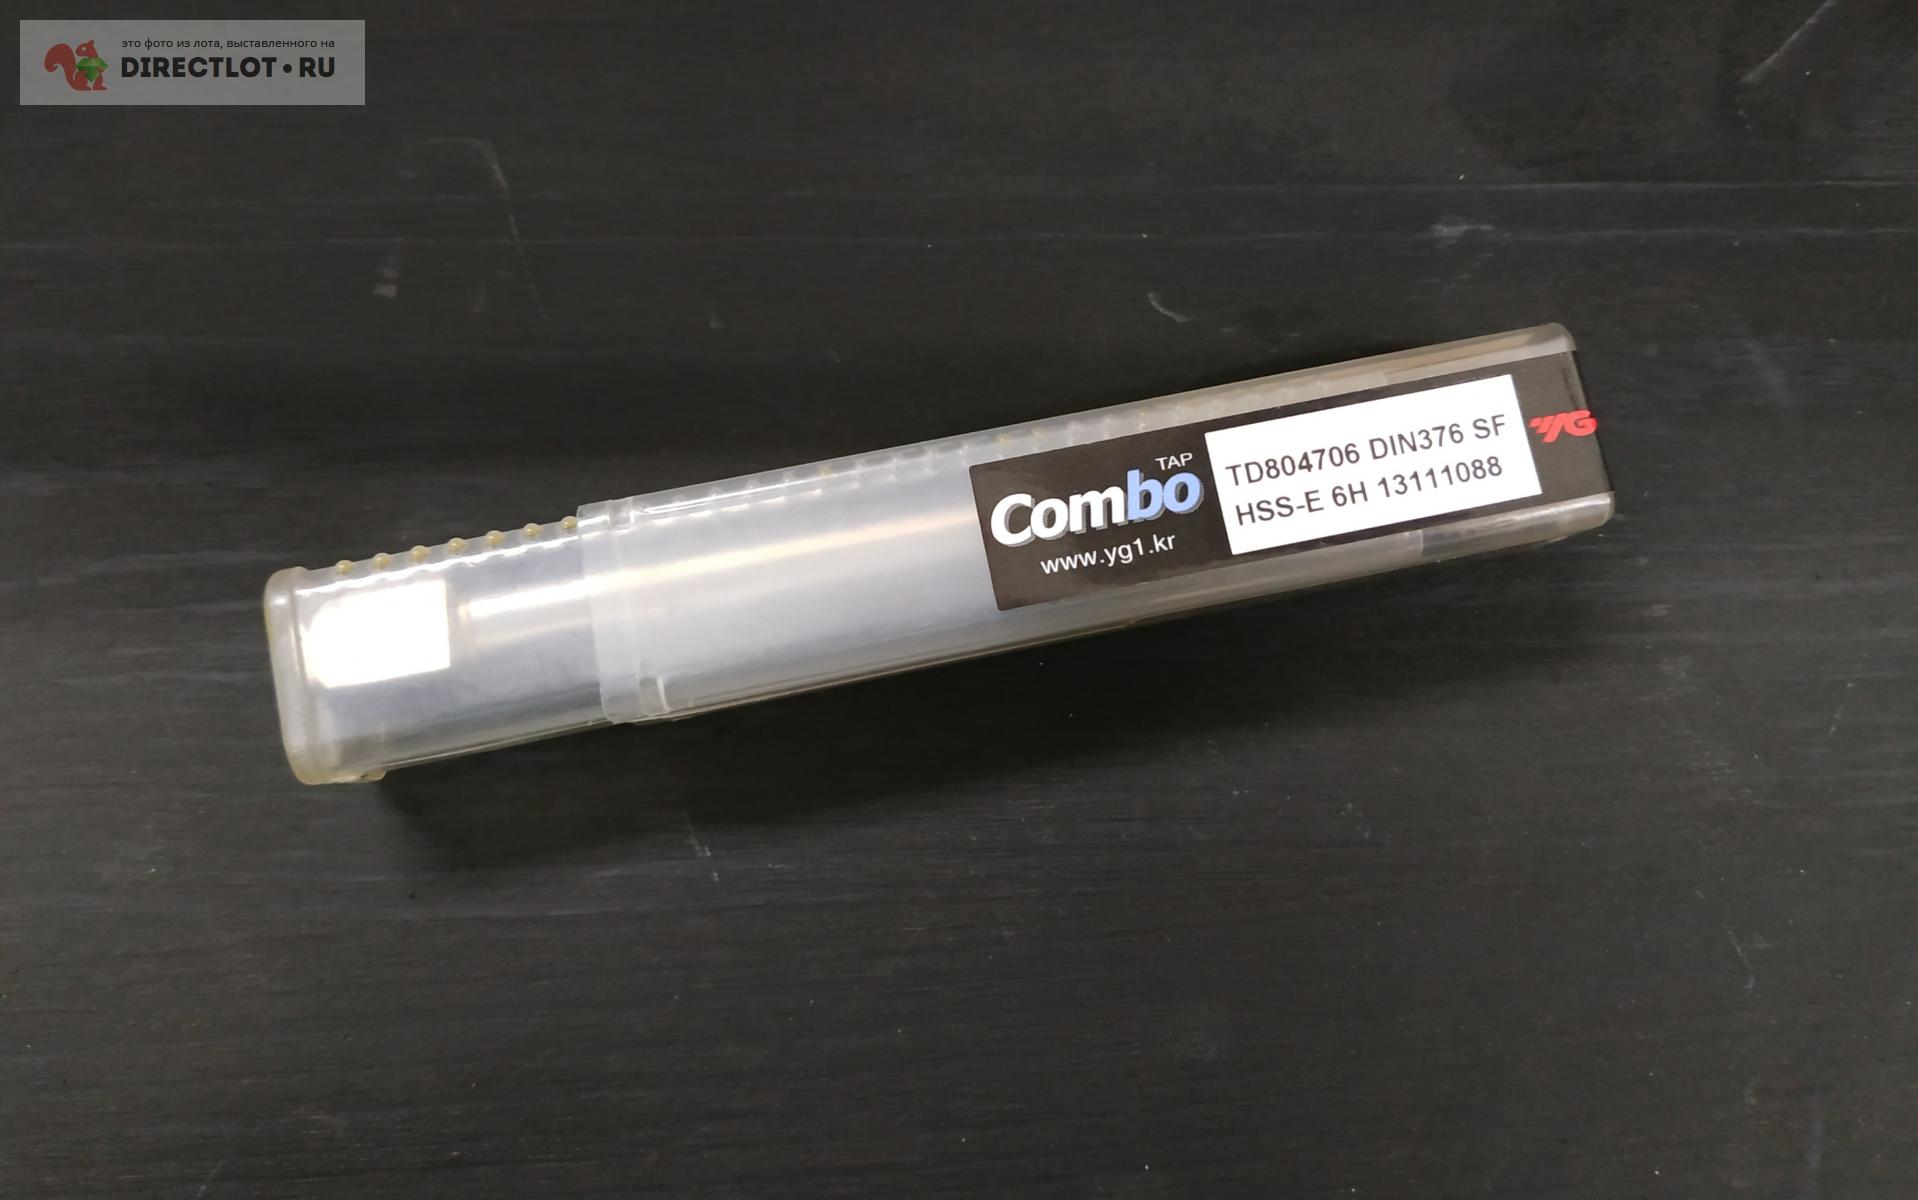 это фото из лота, выставленного на
DIRECTLOT•RU
TAP
Combo
www.yg1.kr
TD804706 DIN376 SF
HSS-E 6H 13111088
YG